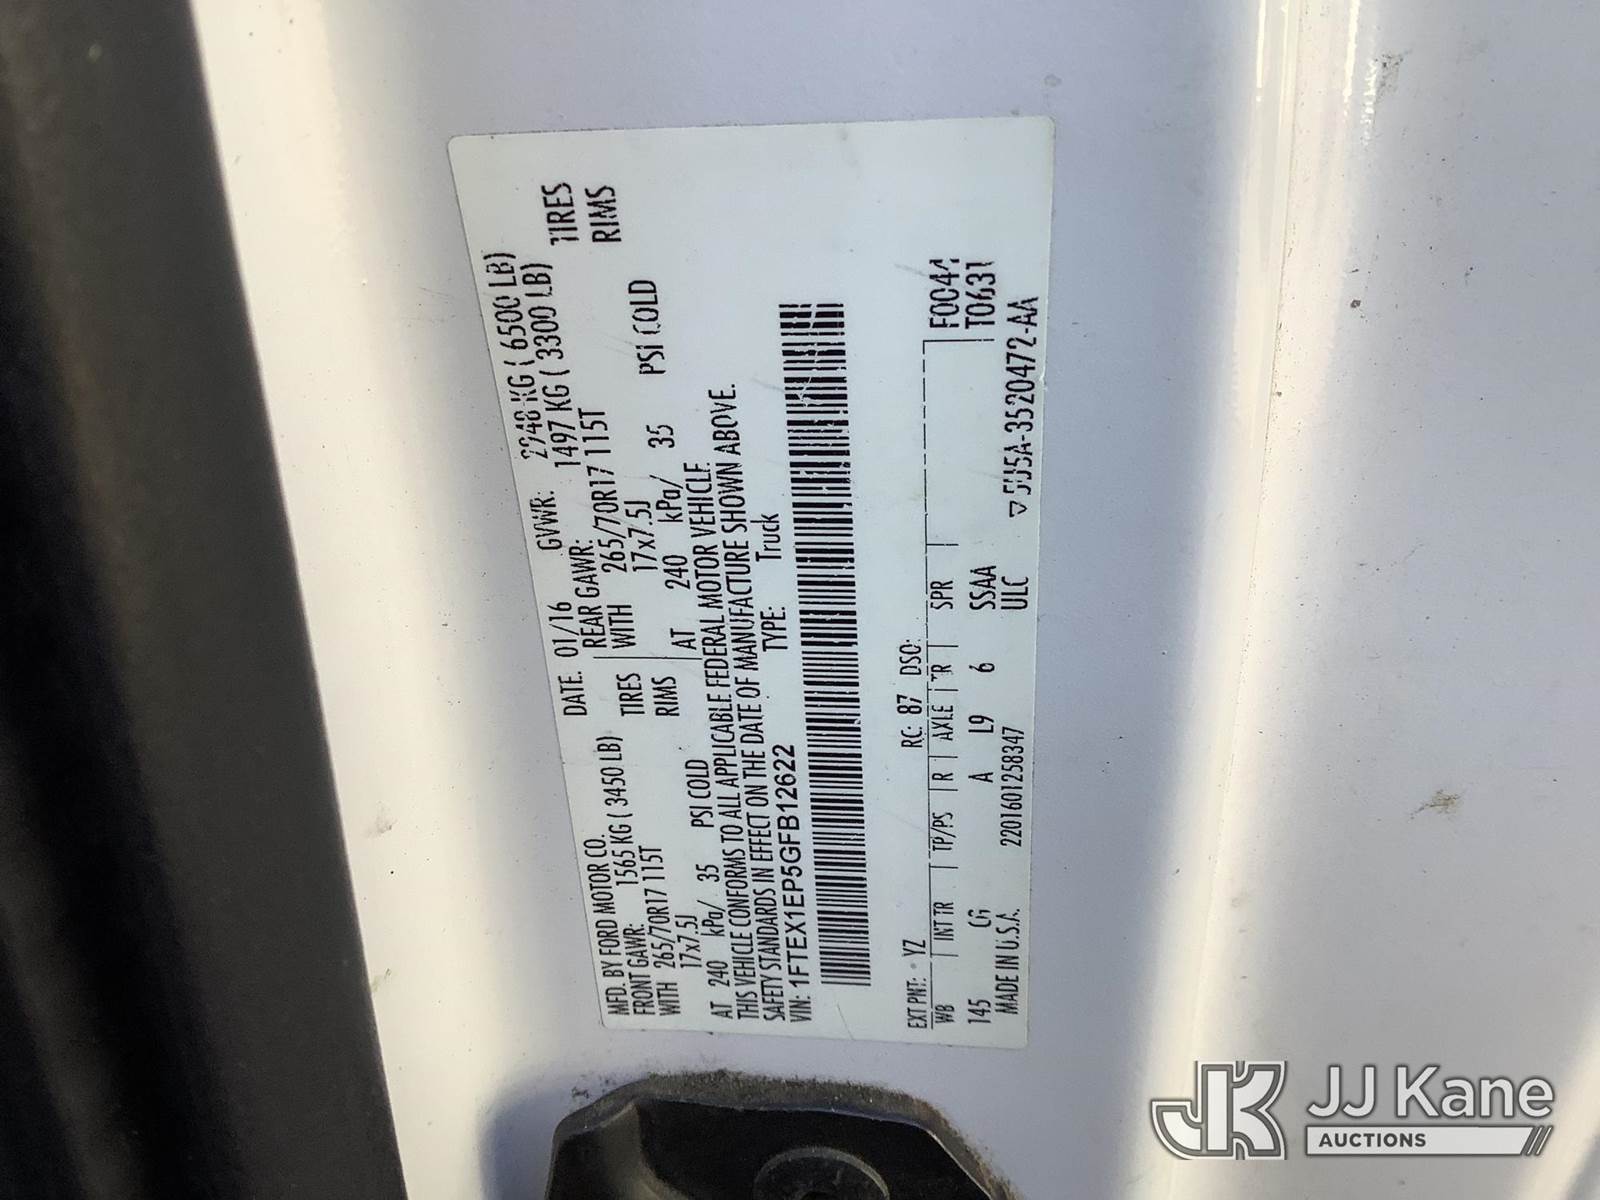 MFD. BY FORD MOTOR CO. DATE. 01/16 GVWR: 2948 KG ( 6500 LB)
FRONT GAWR: 1565 KG ( 3450 LB) REAR GAWR: 1497 KG ( 3300 LB)
WITH 265/70R17 115T TIRES WITH 265/70R17 115T TIRES
17x7.5J RIMS 17x7.5J RIMS
AT 240 kPa/ 35 PSI COLD AT 240 kPa/ 35 PSI COLD
THIS VEHICLE CONFORMS TO ALL APPLICABLE FEDERAL MOTOR VEHICLE
SAFETY STANDARDS IN EFFECT ON THE DATE OF MANUFACTURE SHOWN ABOVE.
VIN: 1FTEX1EP5GFB12622 TYPE: Truck
EXT PNT: YZ RC: 87 DSO:
WB INT TR TP/PS R AXLE TR SPR F0044
145 CG A L9 6 SSAA T0631
MADE IN U.S.A. 2201601258347 ULC ▽5U5A-3520472-AA
JK JJ Kane
AUCTIONS